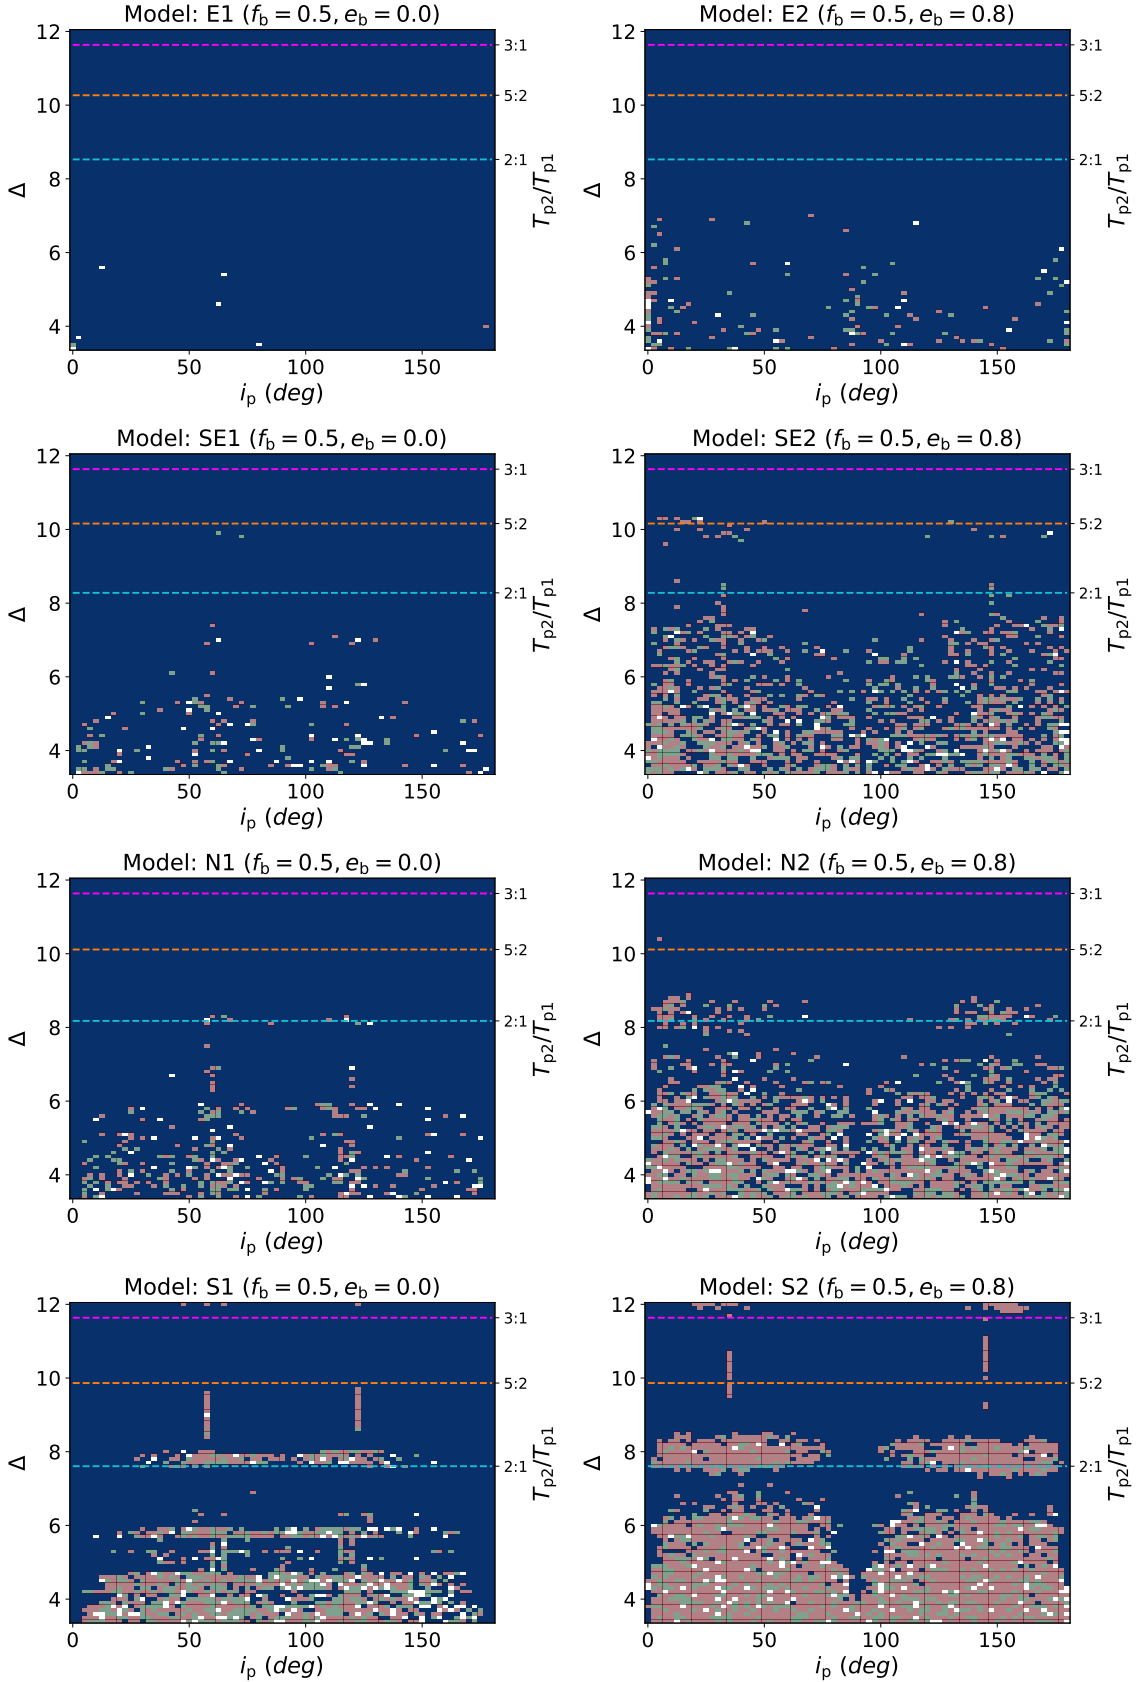 Model: E1 (f_b = 0.5, e_b = 0.0)
12
10
8
6
4
Δ
3:1
5:2
2:1
T_p2/T_p1
0 50 100 150
i_p (deg)
Model: E2 (f_b = 0.5, e_b = 0.8)
12
10
8
6
4
Δ
3:1
5:2
2:1
T_p2/T_p1
0 50 100 150
i_p (deg)
Model: SE1 (f_b = 0.5, e_b = 0.0)
12
10
8
6
4
Δ
3:1
5:2
2:1
T_p2/T_p1
0 50 100 150
i_p (deg)
Model: SE2 (f_b = 0.5, e_b = 0.8)
12
10
8
6
4
Δ
3:1
5:2
2:1
T_p2/T_p1
0 50 100 150
i_p (deg)
Model: N1 (f_b = 0.5, e_b = 0.0)
12
10
8
6
4
Δ
3:1
5:2
2:1
T_p2/T_p1
0 50 100 150
i_p (deg)
Model: N2 (f_b = 0.5, e_b = 0.8)
12
10
8
6
4
Δ
3:1
5:2
2:1
T_p2/T_p1
0 50 100 150
i_p (deg)
Model: S1 (f_b = 0.5, e_b = 0.0)
12
10
8
6
4
Δ
3:1
5:2
2:1
T_p2/T_p1
0 50 100 150
i_p (deg)
Model: S2 (f_b = 0.5, e_b = 0.8)
12
10
8
6
4
Δ
3:1
5:2
2:1
T_p2/T_p1
0 50 100 150
i_p (deg)